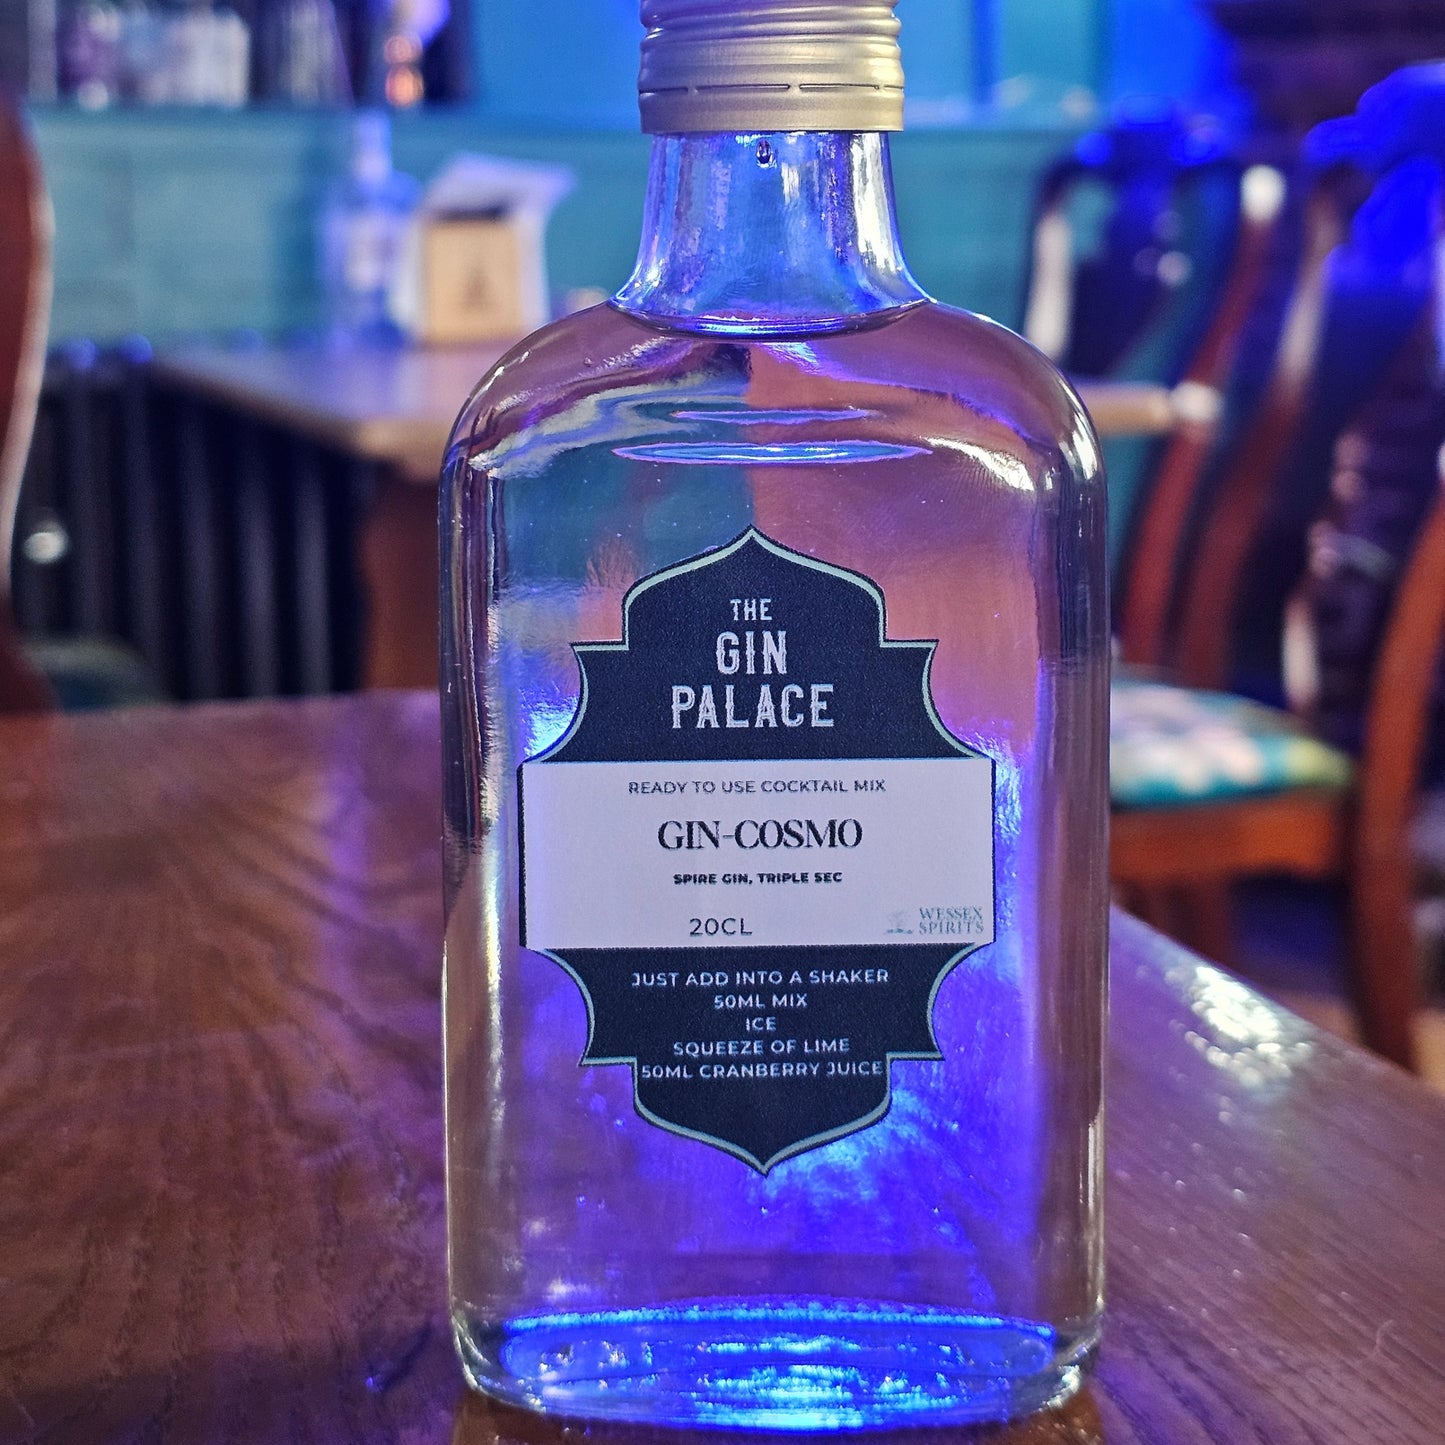 THE
GIN
PALACE
READY TO USE COCKTAIL MIX
GIN-COSMO
SPIRE GIN, TRIPLE SEC
20CL
WESSEX
SPIRITS
JUST ADD INTO A SHAKER
50ML MIX
ICE
SQUEEZE OF LIME
50ML CRANBERRY JUICE